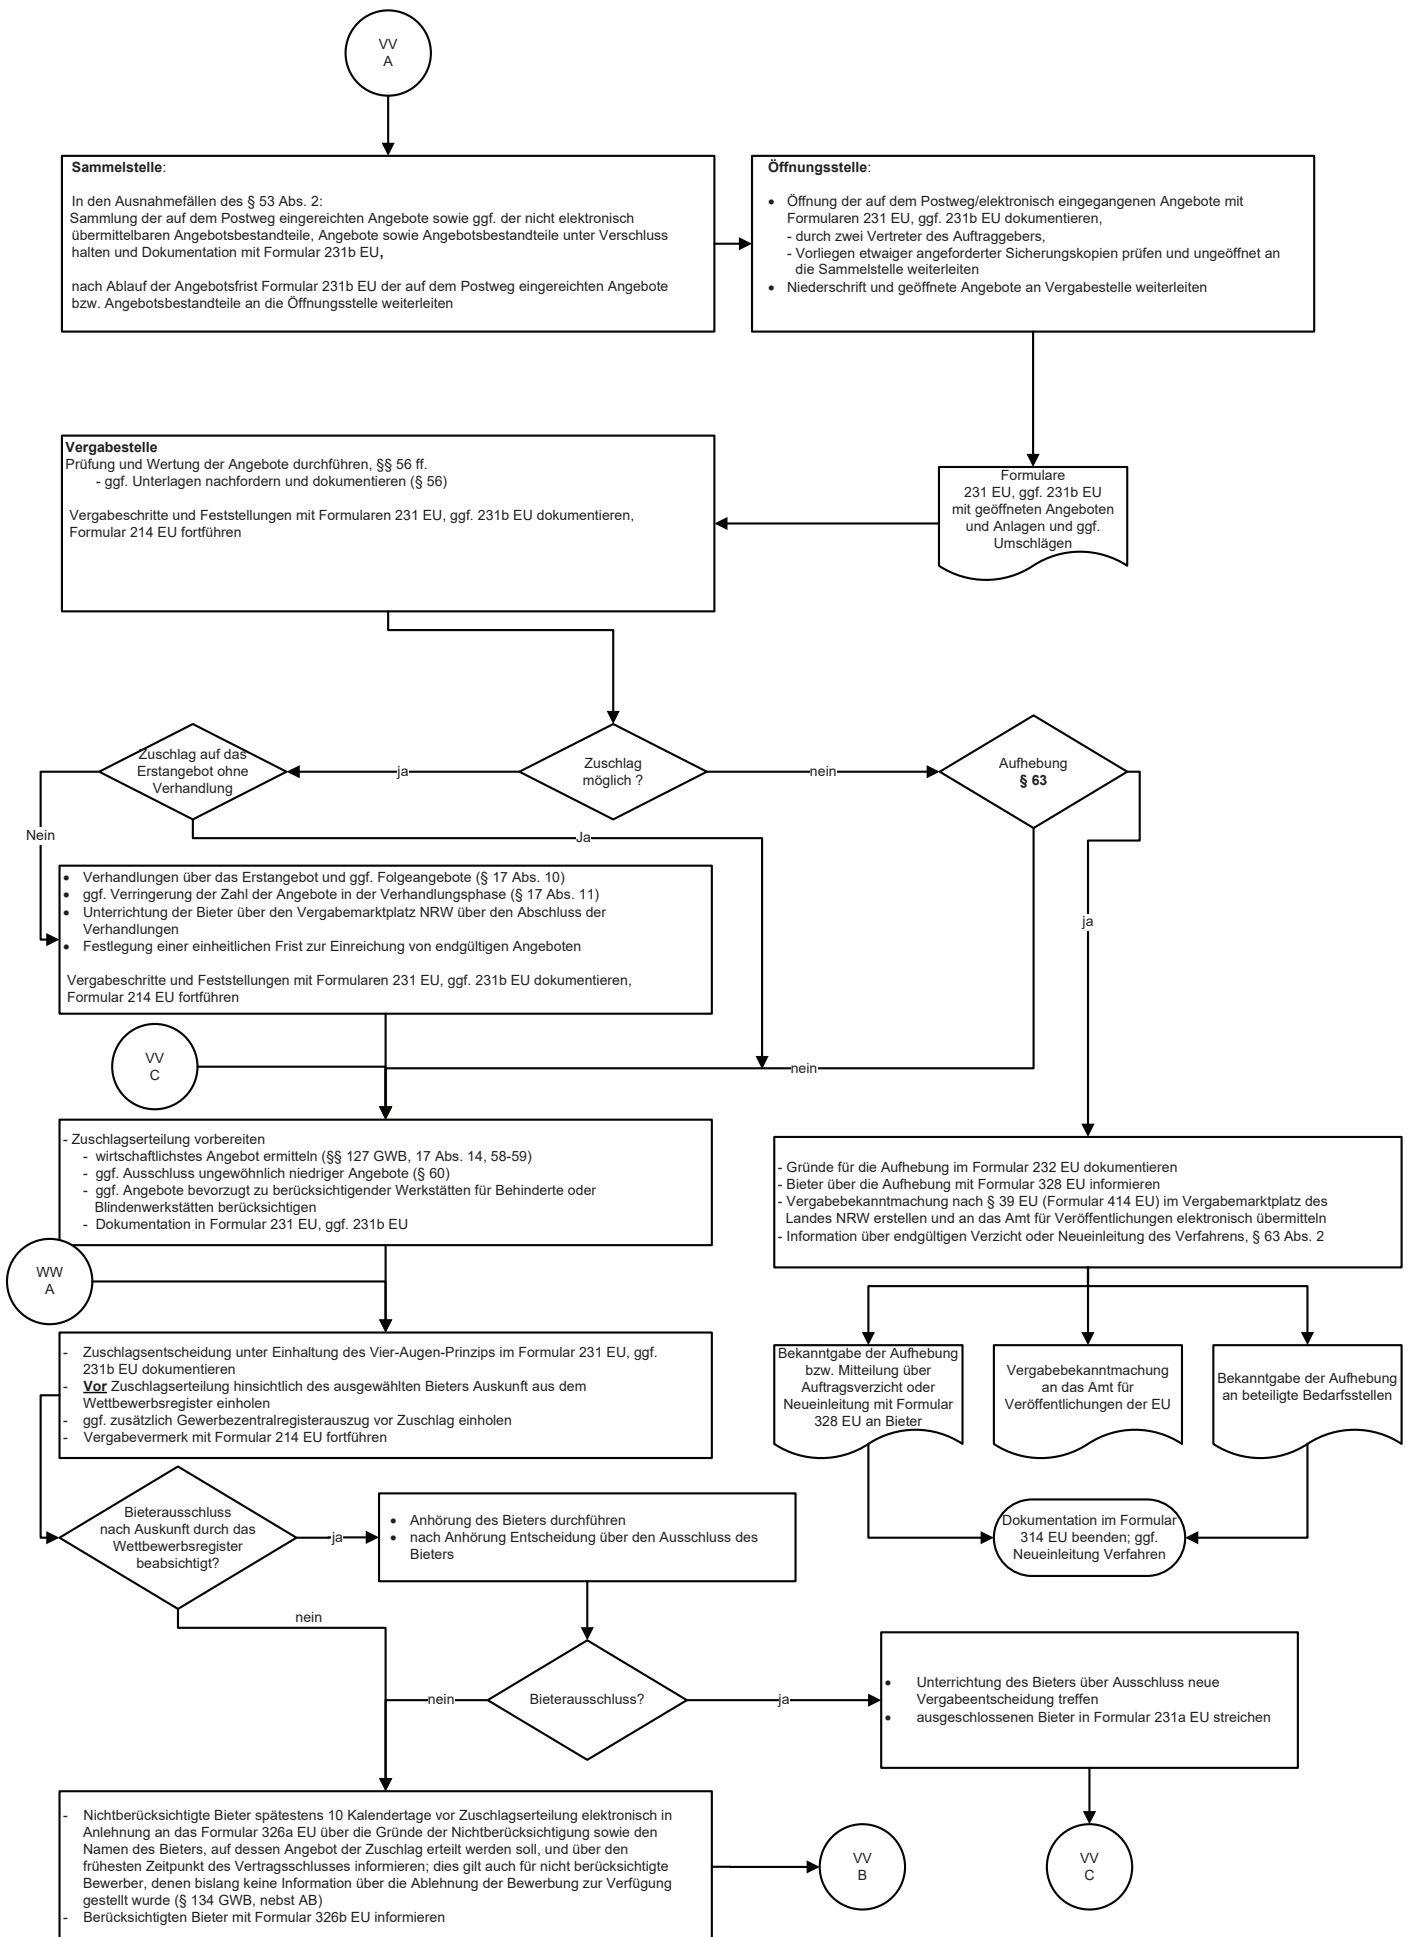 VV
A
Sammelstelle:
In den Ausnahmefällen des § 53 Abs. 2:
Sammlung der auf dem Postweg eingereichten Angebote sowie ggf. der nicht elektronisch
übermittelbaren Angebotsbestandteile, Angebote sowie Angebotsbestandteile unter Verschluss
halten und Dokumentation mit Formular 231b EU,
nach Ablauf der Angebotsfrist Formular 231b EU der auf dem Postweg eingereichten Angebote
bzw. Angebotsbestandteile an die Öffnungsstelle weiterleiten
Öffnungsstelle:
• Öffnung der auf dem Postweg/elektronisch eingegangenen Angebote mit
Formularen 231 EU, ggf. 231b EU dokumentieren,
- durch zwei Vertreter des Auftraggebers,
- Vorliegen etwaiger angeforderter Sicherungskopien prüfen und ungeöffnet an
die Sammelstelle weiterleiten
• Niederschrift und geöffnete Angebote an Vergabestelle weiterleiten
Vergabestelle
Prüfung und Wertung der Angebote durchführen, §§ 56 ff.
- ggf. Unterlagen nachfordern und dokumentieren (§ 56)
Vergabeschritte und Feststellungen mit Formularen 231 EU, ggf. 231b EU dokumentieren,
Formular 214 EU fortführen
Formulare
231 EU, ggf. 231b EU
mit geöffneten Angeboten
und Anlagen und ggf.
Umschlägen
Zuschlag auf das
Erstangebot ohne
Verhandlung
ja
Zuschlag
möglich ?
nein
Aufhebung
§ 63
Nein
Ja
• Verhandlungen über das Erstangebot und ggf. Folgeangebote (§ 17 Abs. 10)
• ggf. Verringerung der Zahl der Angebote in der Verhandlungsphase (§ 17 Abs. 11)
• Unterrichtung der Bieter über den Vergabemarktplatz NRW über den Abschluss der
Verhandlungen
• Festlegung einer einheitlichen Frist zur Einreichung von endgültigen Angeboten
Vergabeschritte und Feststellungen mit Formularen 231 EU, ggf. 231b EU dokumentieren,
Formular 214 EU fortführen
ja
VV
C
nein
- Zuschlagserteilung vorbereiten
- wirtschaftlichstes Angebot ermitteln (§§ 127 GWB, 17 Abs. 14, 58-59)
- ggf. Ausschluss ungewöhnlich niedriger Angebote (§ 60)
- ggf. Angebote bevorzugt zu berücksichtigender Werkstätten für Behinderte oder
Blindenwerkstätten berücksichtigen
- Dokumentation in Formular 231 EU, ggf. 231b EU
- Gründe für die Aufhebung im Formular 232 EU dokumentieren
- Bieter über die Aufhebung mit Formular 328 EU informieren
- Vergabebekanntmachung nach § 39 EU (Formular 414 EU) im Vergabemarktplatz des
Landes NRW erstellen und an das Amt für Veröffentlichungen elektronisch übermitteln
- Information über endgültigen Verzicht oder Neueinleitung des Verfahrens, § 63 Abs. 2
WW
A
- Zuschlagsentscheidung unter Einhaltung des Vier-Augen-Prinzips im Formular 231 EU, ggf.
231b EU dokumentieren
- Vor Zuschlagserteilung hinsichtlich des ausgewählten Bieters Auskunft aus dem
Wettbewerbsregister einholen
- ggf. zusätzlich Gewerbezentralregisterauszug vor Zuschlag einholen
- Vergabevermerk mit Formular 214 EU fortführen
Bekanntgabe der Aufhebung
bzw. Mitteilung über
Auftragsverzicht oder
Neueinleitung mit Formular
328 EU an Bieter
Vergabebekanntmachung
an das Amt für
Veröffentlichungen der EU
Bekanntgabe der Aufhebung
an beteiligte Bedarfsstellen
Bieterausschluss
nach Auskunft durch das
Wettbewerbsregister
beabsichtigt?
ja
• Anhörung des Bieters durchführen
• nach Anhörung Entscheidung über den Ausschluss des
Bieters
Dokumentation im Formular
314 EU beenden; ggf.
Neueinleitung Verfahren
nein
nein
Bieterausschluss?
ja
• Unterrichtung des Bieters über Ausschluss neue
Vergabeentscheidung treffen
• ausgeschlossenen Bieter in Formular 231a EU streichen
- Nichtberücksichtigte Bieter spätestens 10 Kalendertage vor Zuschlagserteilung elektronisch in
Anlehnung an das Formular 326a EU über die Gründe der Nichtberücksichtigung sowie den
Namen des Bieters, auf dessen Angebot der Zuschlag erteilt werden soll, und über den
frühesten Zeitpunkt des Vertragsschlusses informieren; dies gilt auch für nicht berücksichtigte
Bewerber, denen bislang keine Information über die Ablehnung der Bewerbung zur Verfügung
gestellt wurde (§ 134 GWB, nebst AB)
- Berücksichtigten Bieter mit Formular 326b EU informieren
VV
B
VV
C